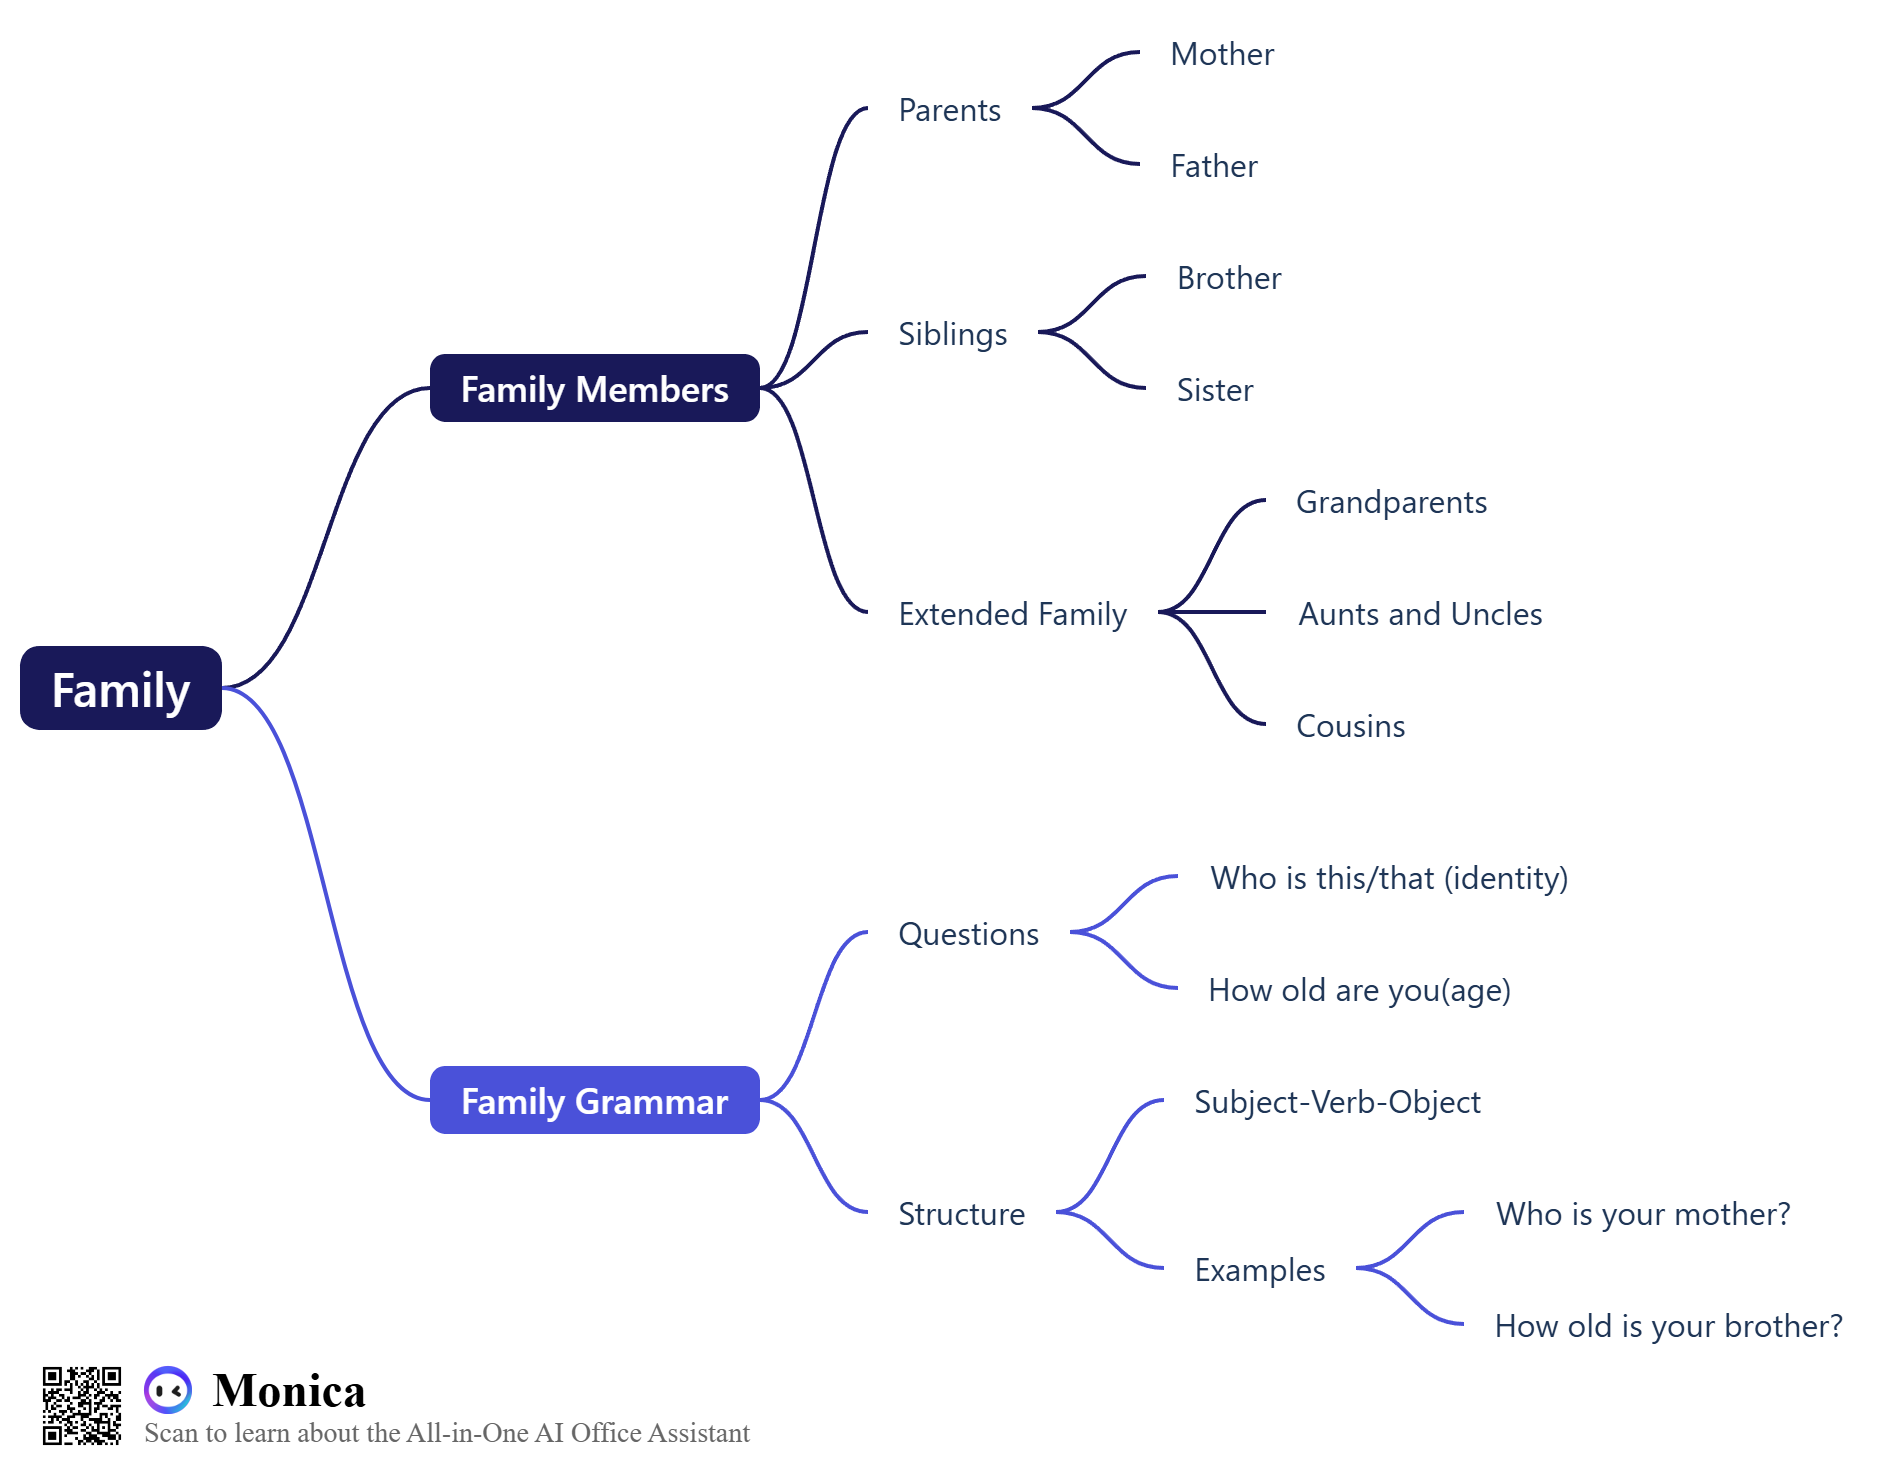 Mother
Parents
Father
Brother
Siblings
Family Members
Sister
Grandparents
Extended Family
Aunts and Uncles
Family
Cousins
Who is this/that (identity)
Questions
How old are you(age)
Family Grammar
Subject-Verb-Object
Structure
Who is your mother?
Examples
How old is your brother?
Monica
Scan to learn about the All-in-One AI Office Assistant